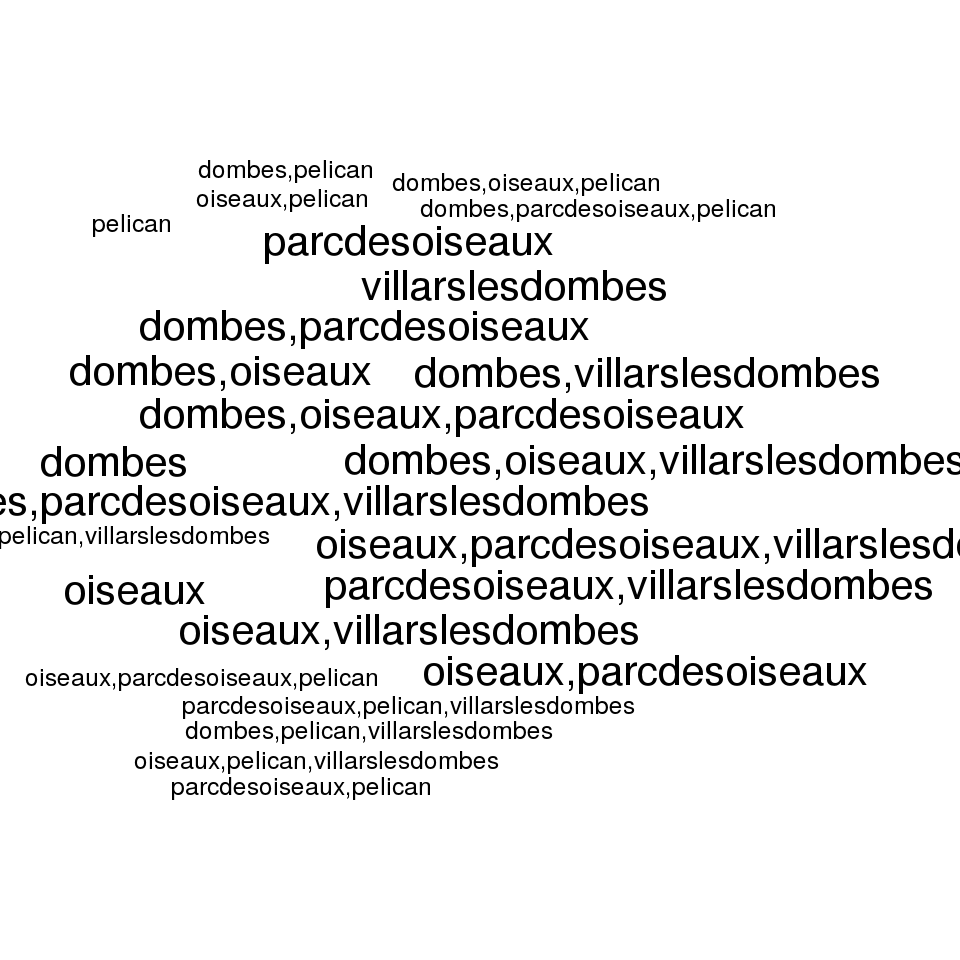 dombes,pelican
dombes,oiseaux,pelican
oiseaux,pelican
dombes,parcdesoiseaux,pelican
pelican
parcdesoiseaux
villarslesdombes
dombes,parcdesoiseaux
dombes,oiseaux
dombes,villarslesdombes
dombes,oiseaux,parcdesoiseaux
dombes
dombes,oiseaux,villarslesdombes
es,parcdesoiseaux,villarslesdombes
pelican,villarslesdombes
oiseaux,parcdesoiseaux,villarslesd
oiseaux
parcdesoiseaux,villarslesdombes
oiseaux,villarslesdombes
oiseaux,parcdesoiseaux
oiseaux,parcdesoiseaux,pelican
parcdesoiseaux,pelican,villarslesdombes
dombes,pelican,villarslesdombes
oiseaux,pelican,villarslesdombes
parcdesoiseaux,pelican